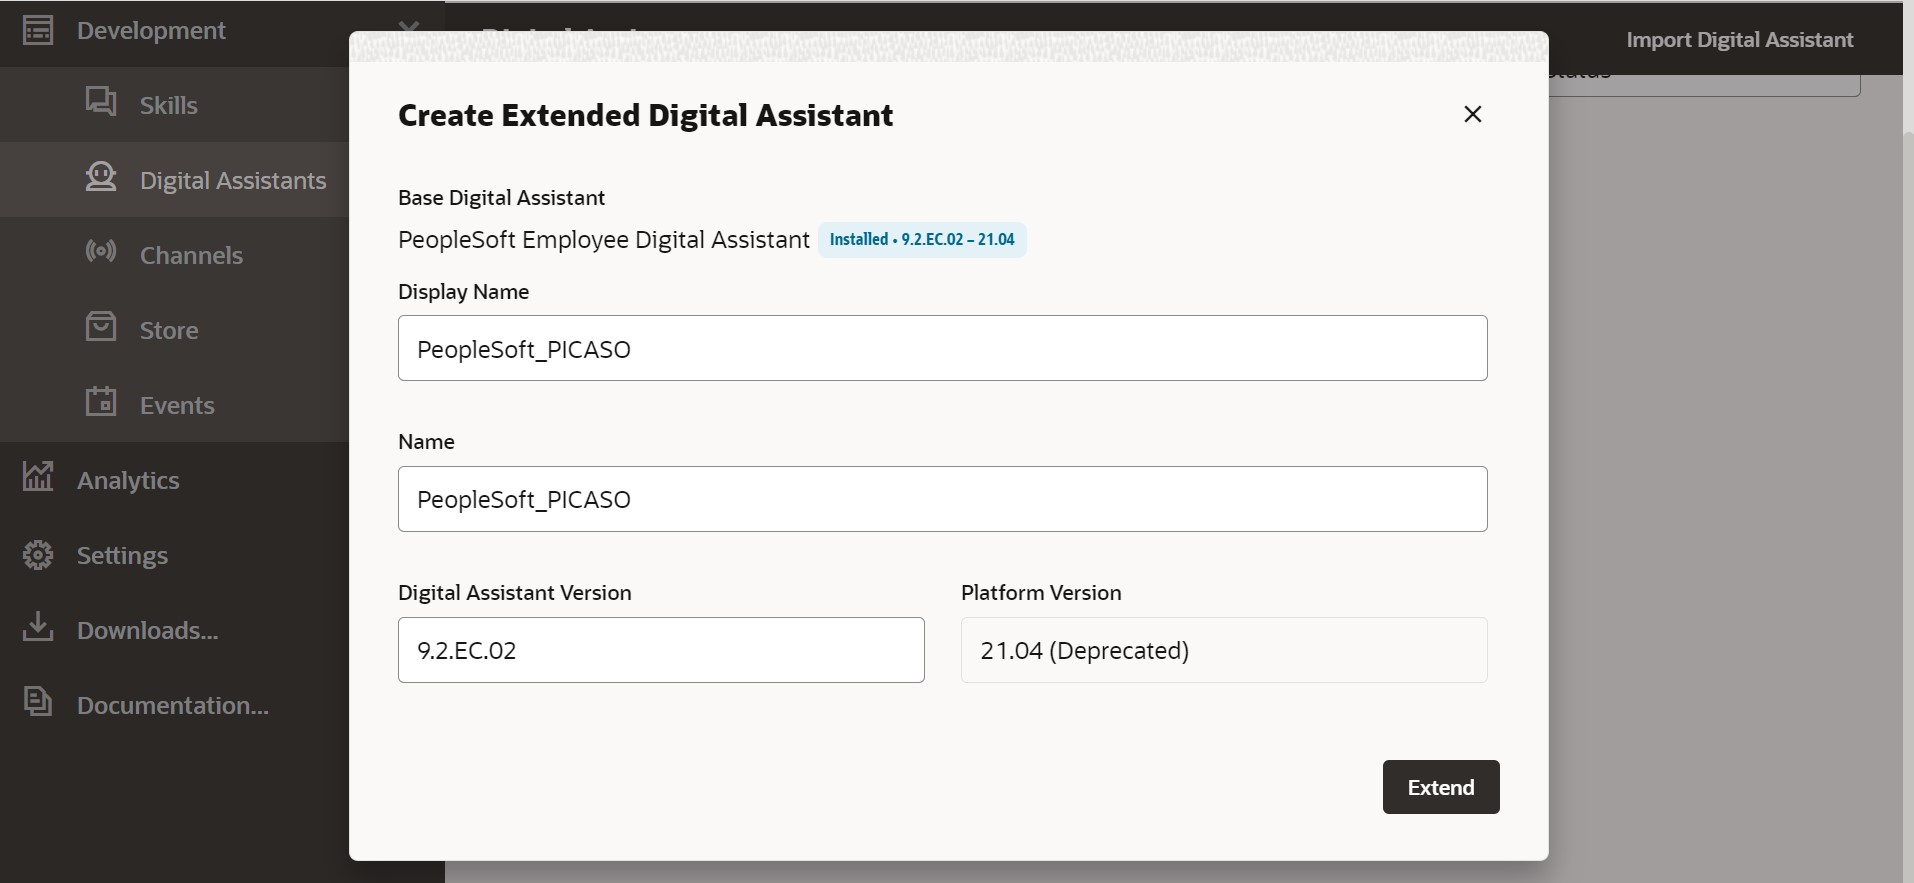 Development
Import Digital Assistant
Skills
Digital Assistants
Channels
Store
Events
Analytics
Settings
Downloads...
Documentation...
Create Extended Digital Assistant
Base Digital Assistant
PeopleSoft Employee Digital Assistant Installed • 9.2.EC.02 – 21.04
Display Name
PeopleSoft_PICASO
Name
PeopleSoft_PICASO
Digital Assistant Version Platform Version
9.2.EC.02 21.04 (Deprecated)
Extend